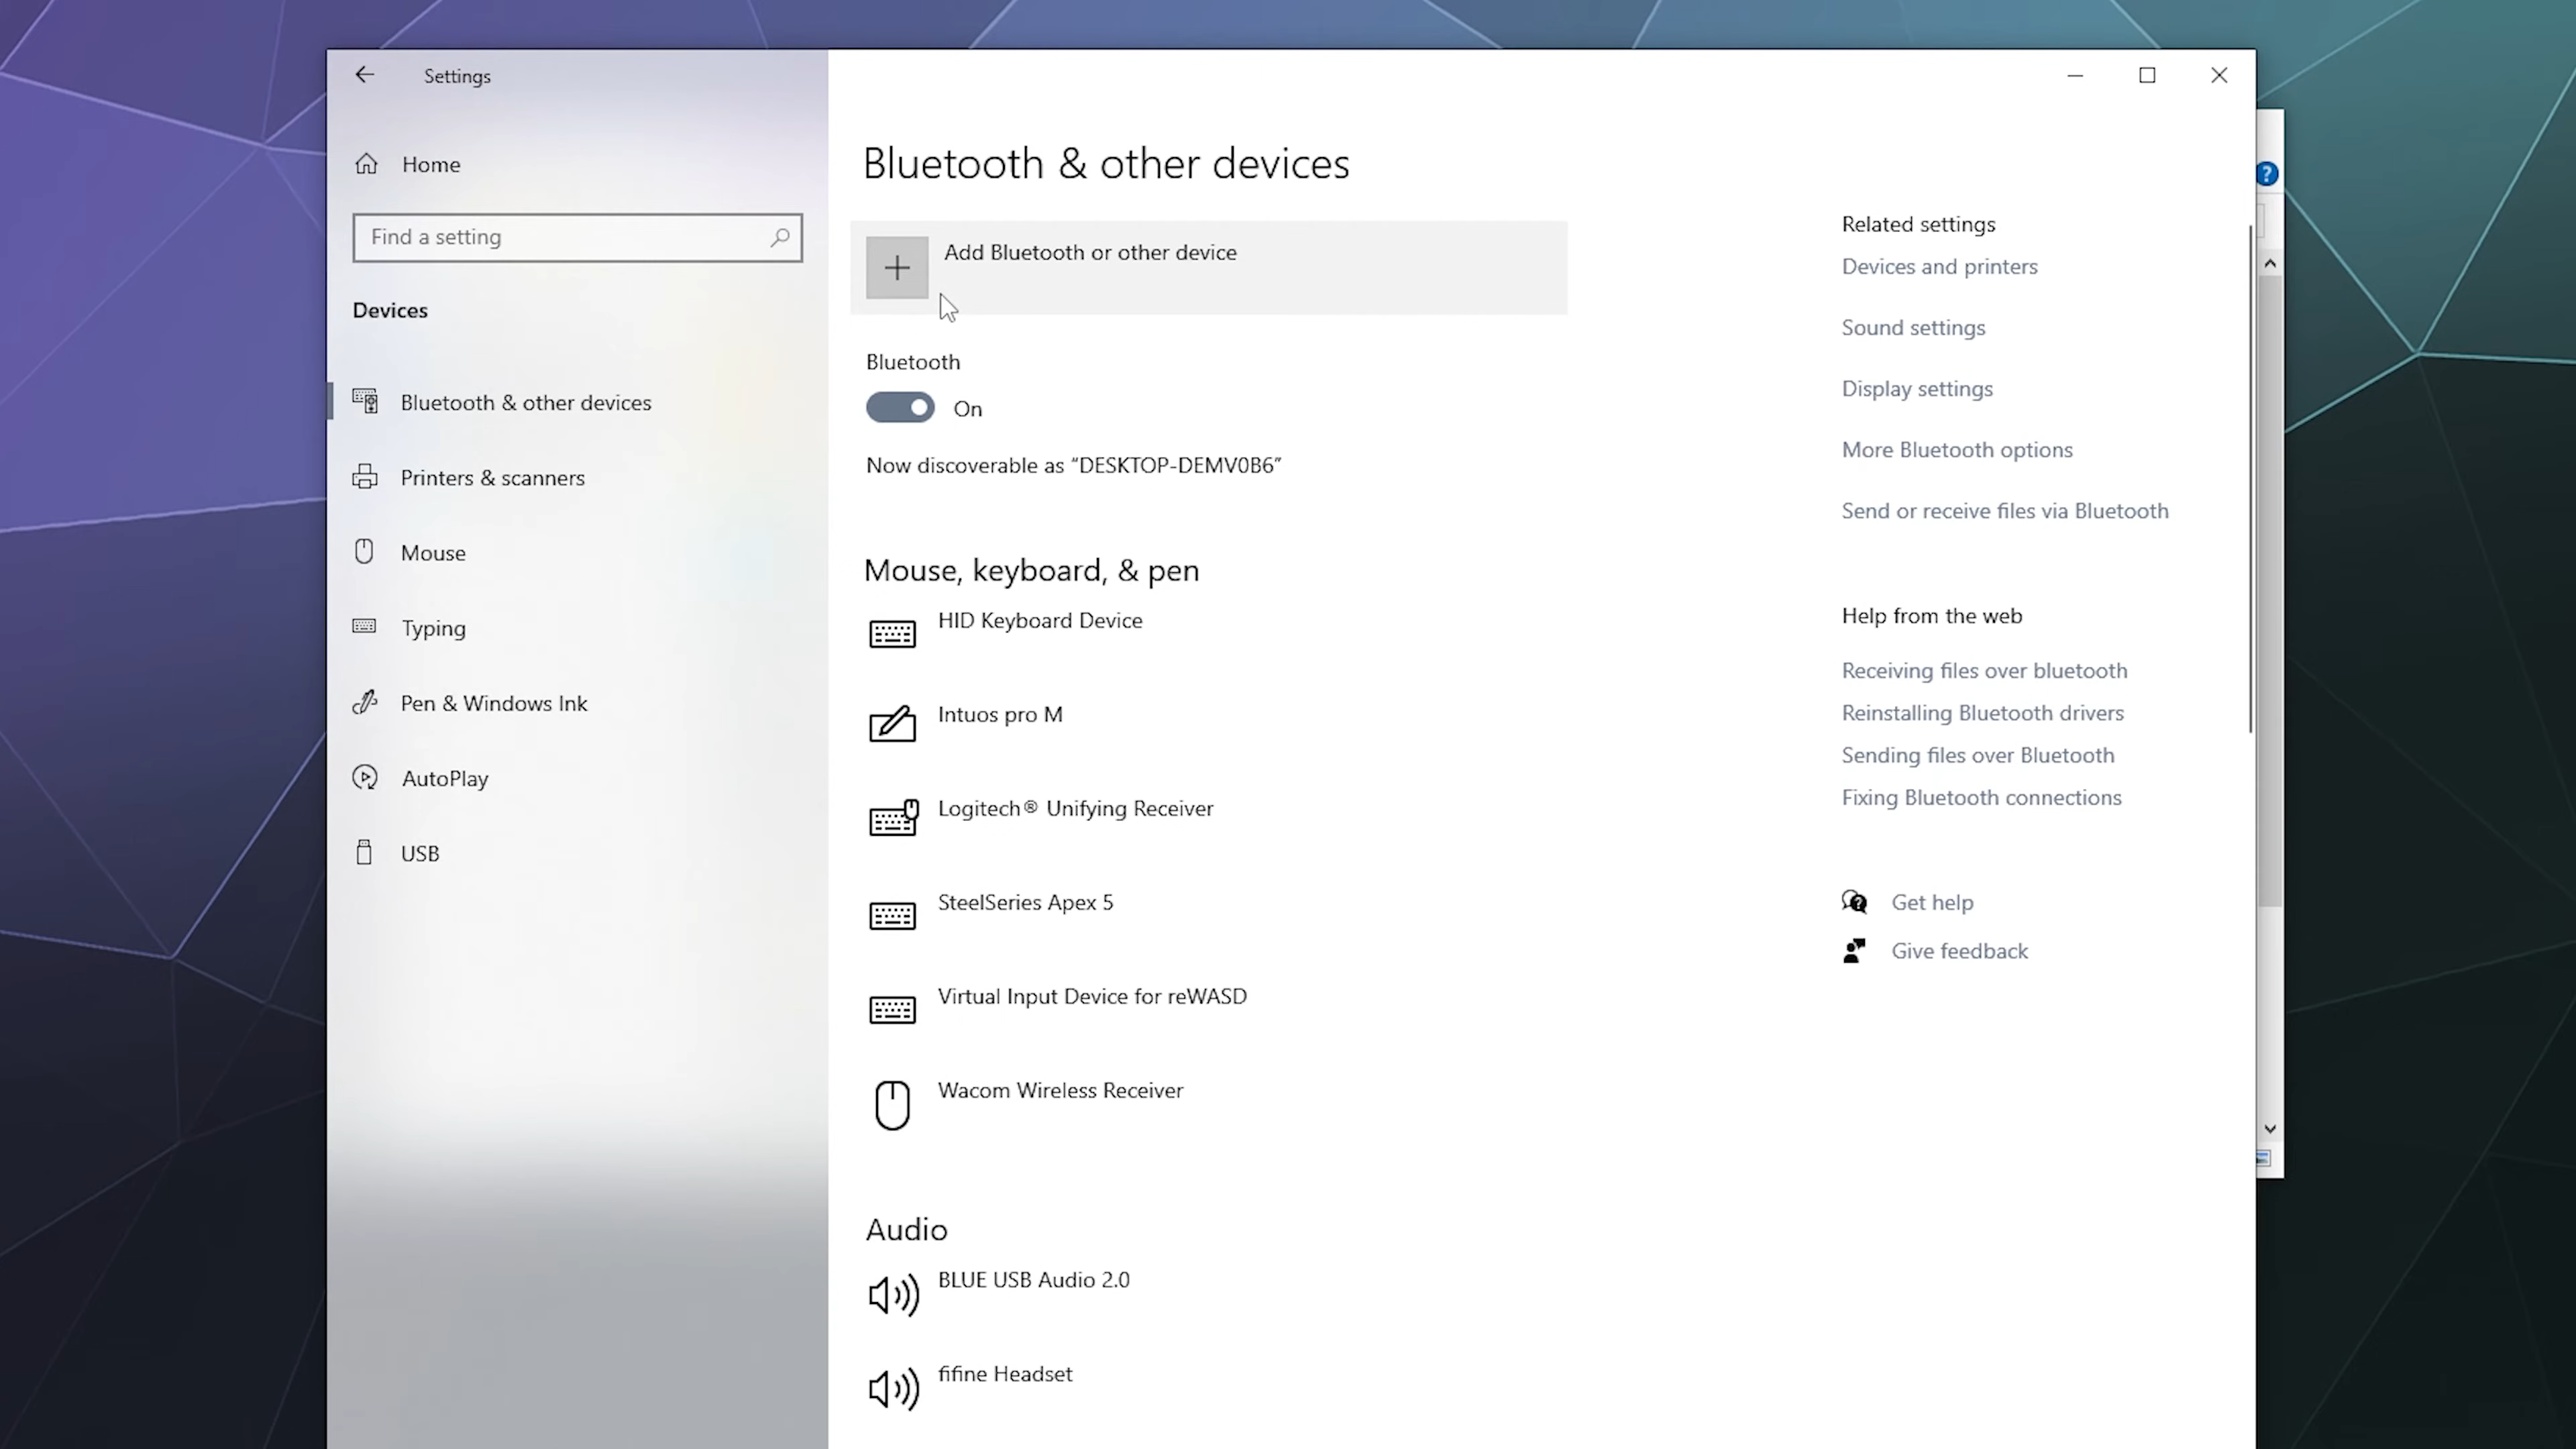 Settings
Home
Find a setting
Devices
Bluetooth & other devices
Printers & scanners
Mouse
Typing
Pen & Windows Ink
AutoPlay
USB
Bluetooth & other devices
Add Bluetooth or other device
Bluetooth
On
Now discoverable as “DESKTOP-DEMV0B6”
Mouse, keyboard, & pen
HID Keyboard Device
Intuos pro M
Logitech® Unifying Receiver
SteelSeries Apex 5
Virtual Input Device for reWASD
Wacom Wireless Receiver
Audio
BLUE USB Audio 2.0
fifine Headset
Related settings
Devices and printers
Sound settings
Display settings
More Bluetooth options
Send or receive files via Bluetooth
Help from the web
Receiving files over bluetooth
Reinstalling Bluetooth drivers
Sending files over Bluetooth
Fixing Bluetooth connections
Get help
Give feedback
?